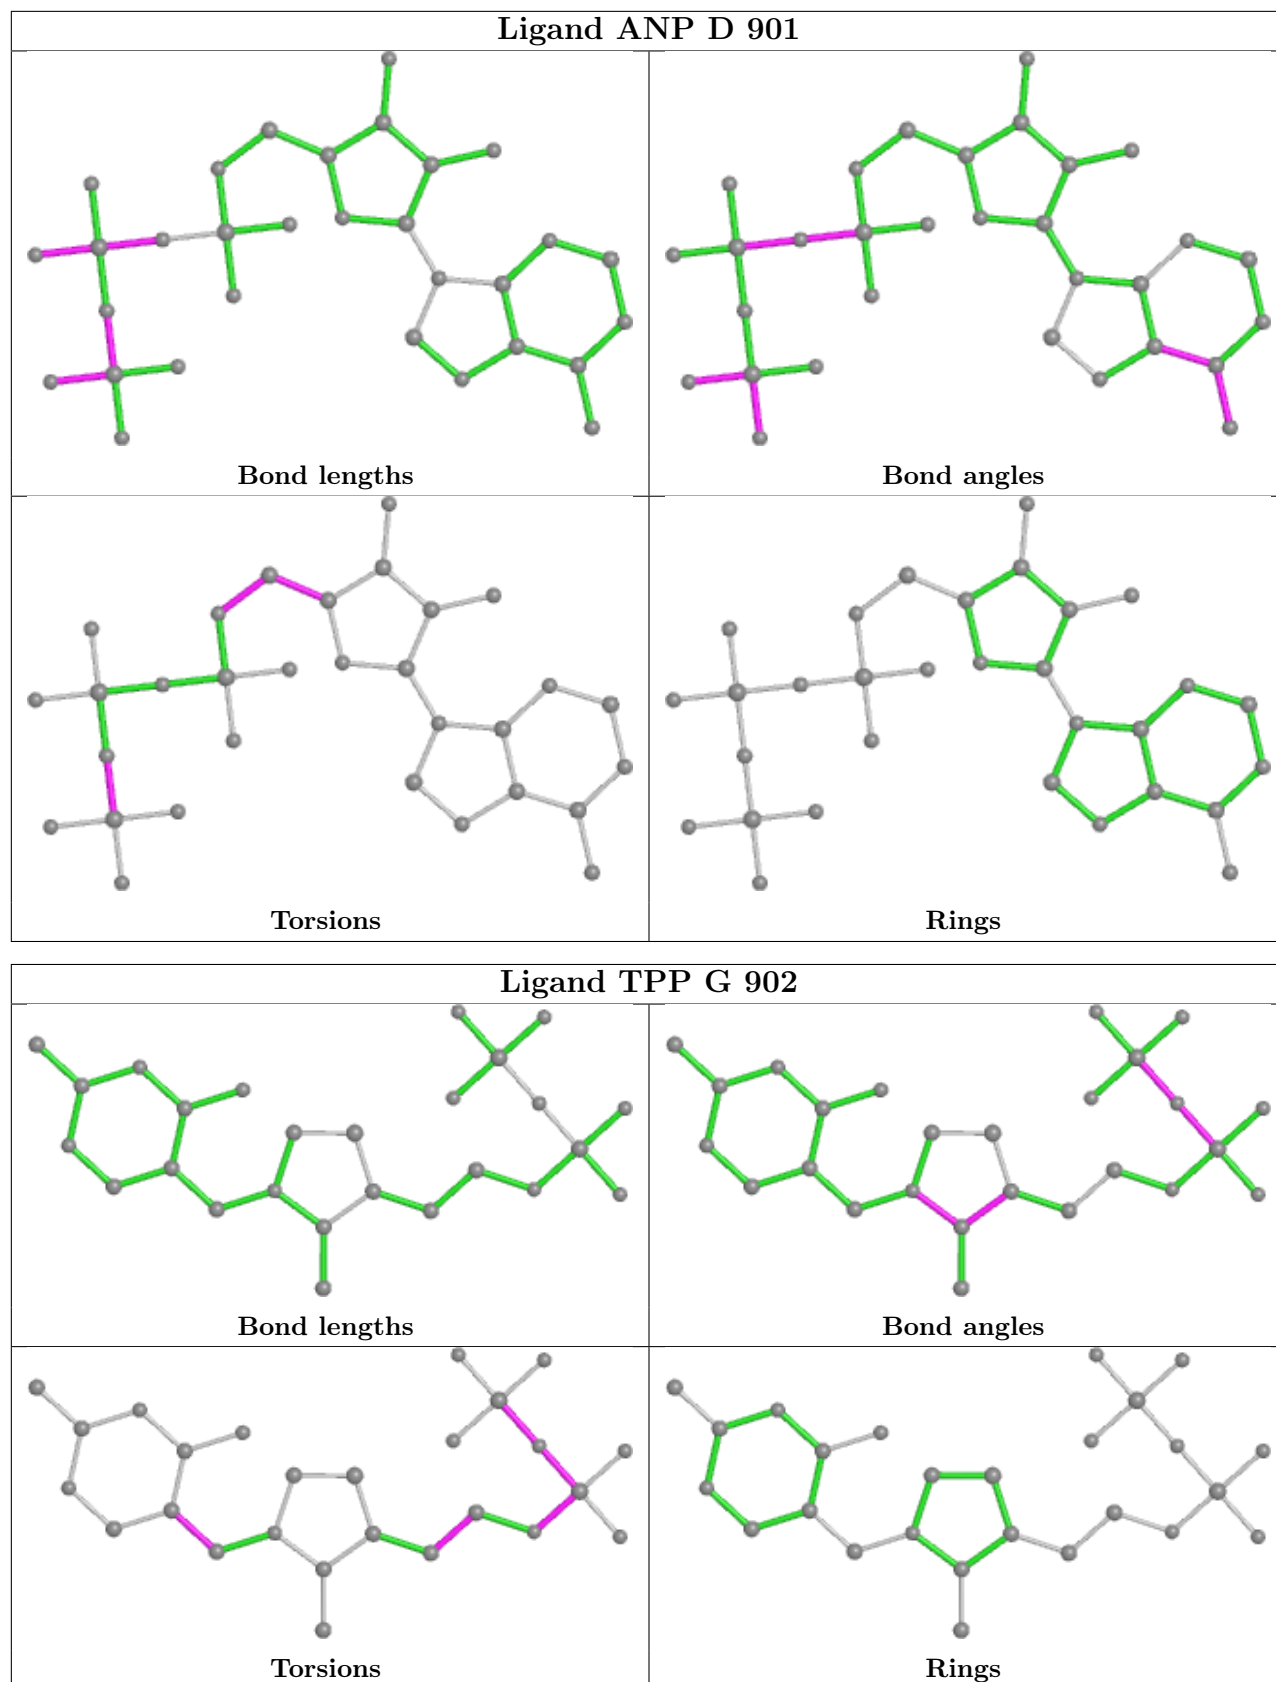 Ligand ANP D 901
Bond lengths
Bond angles
Torsions
Rings
Ligand TPP G 902
Bond lengths
Bond angles
Torsions
Rings